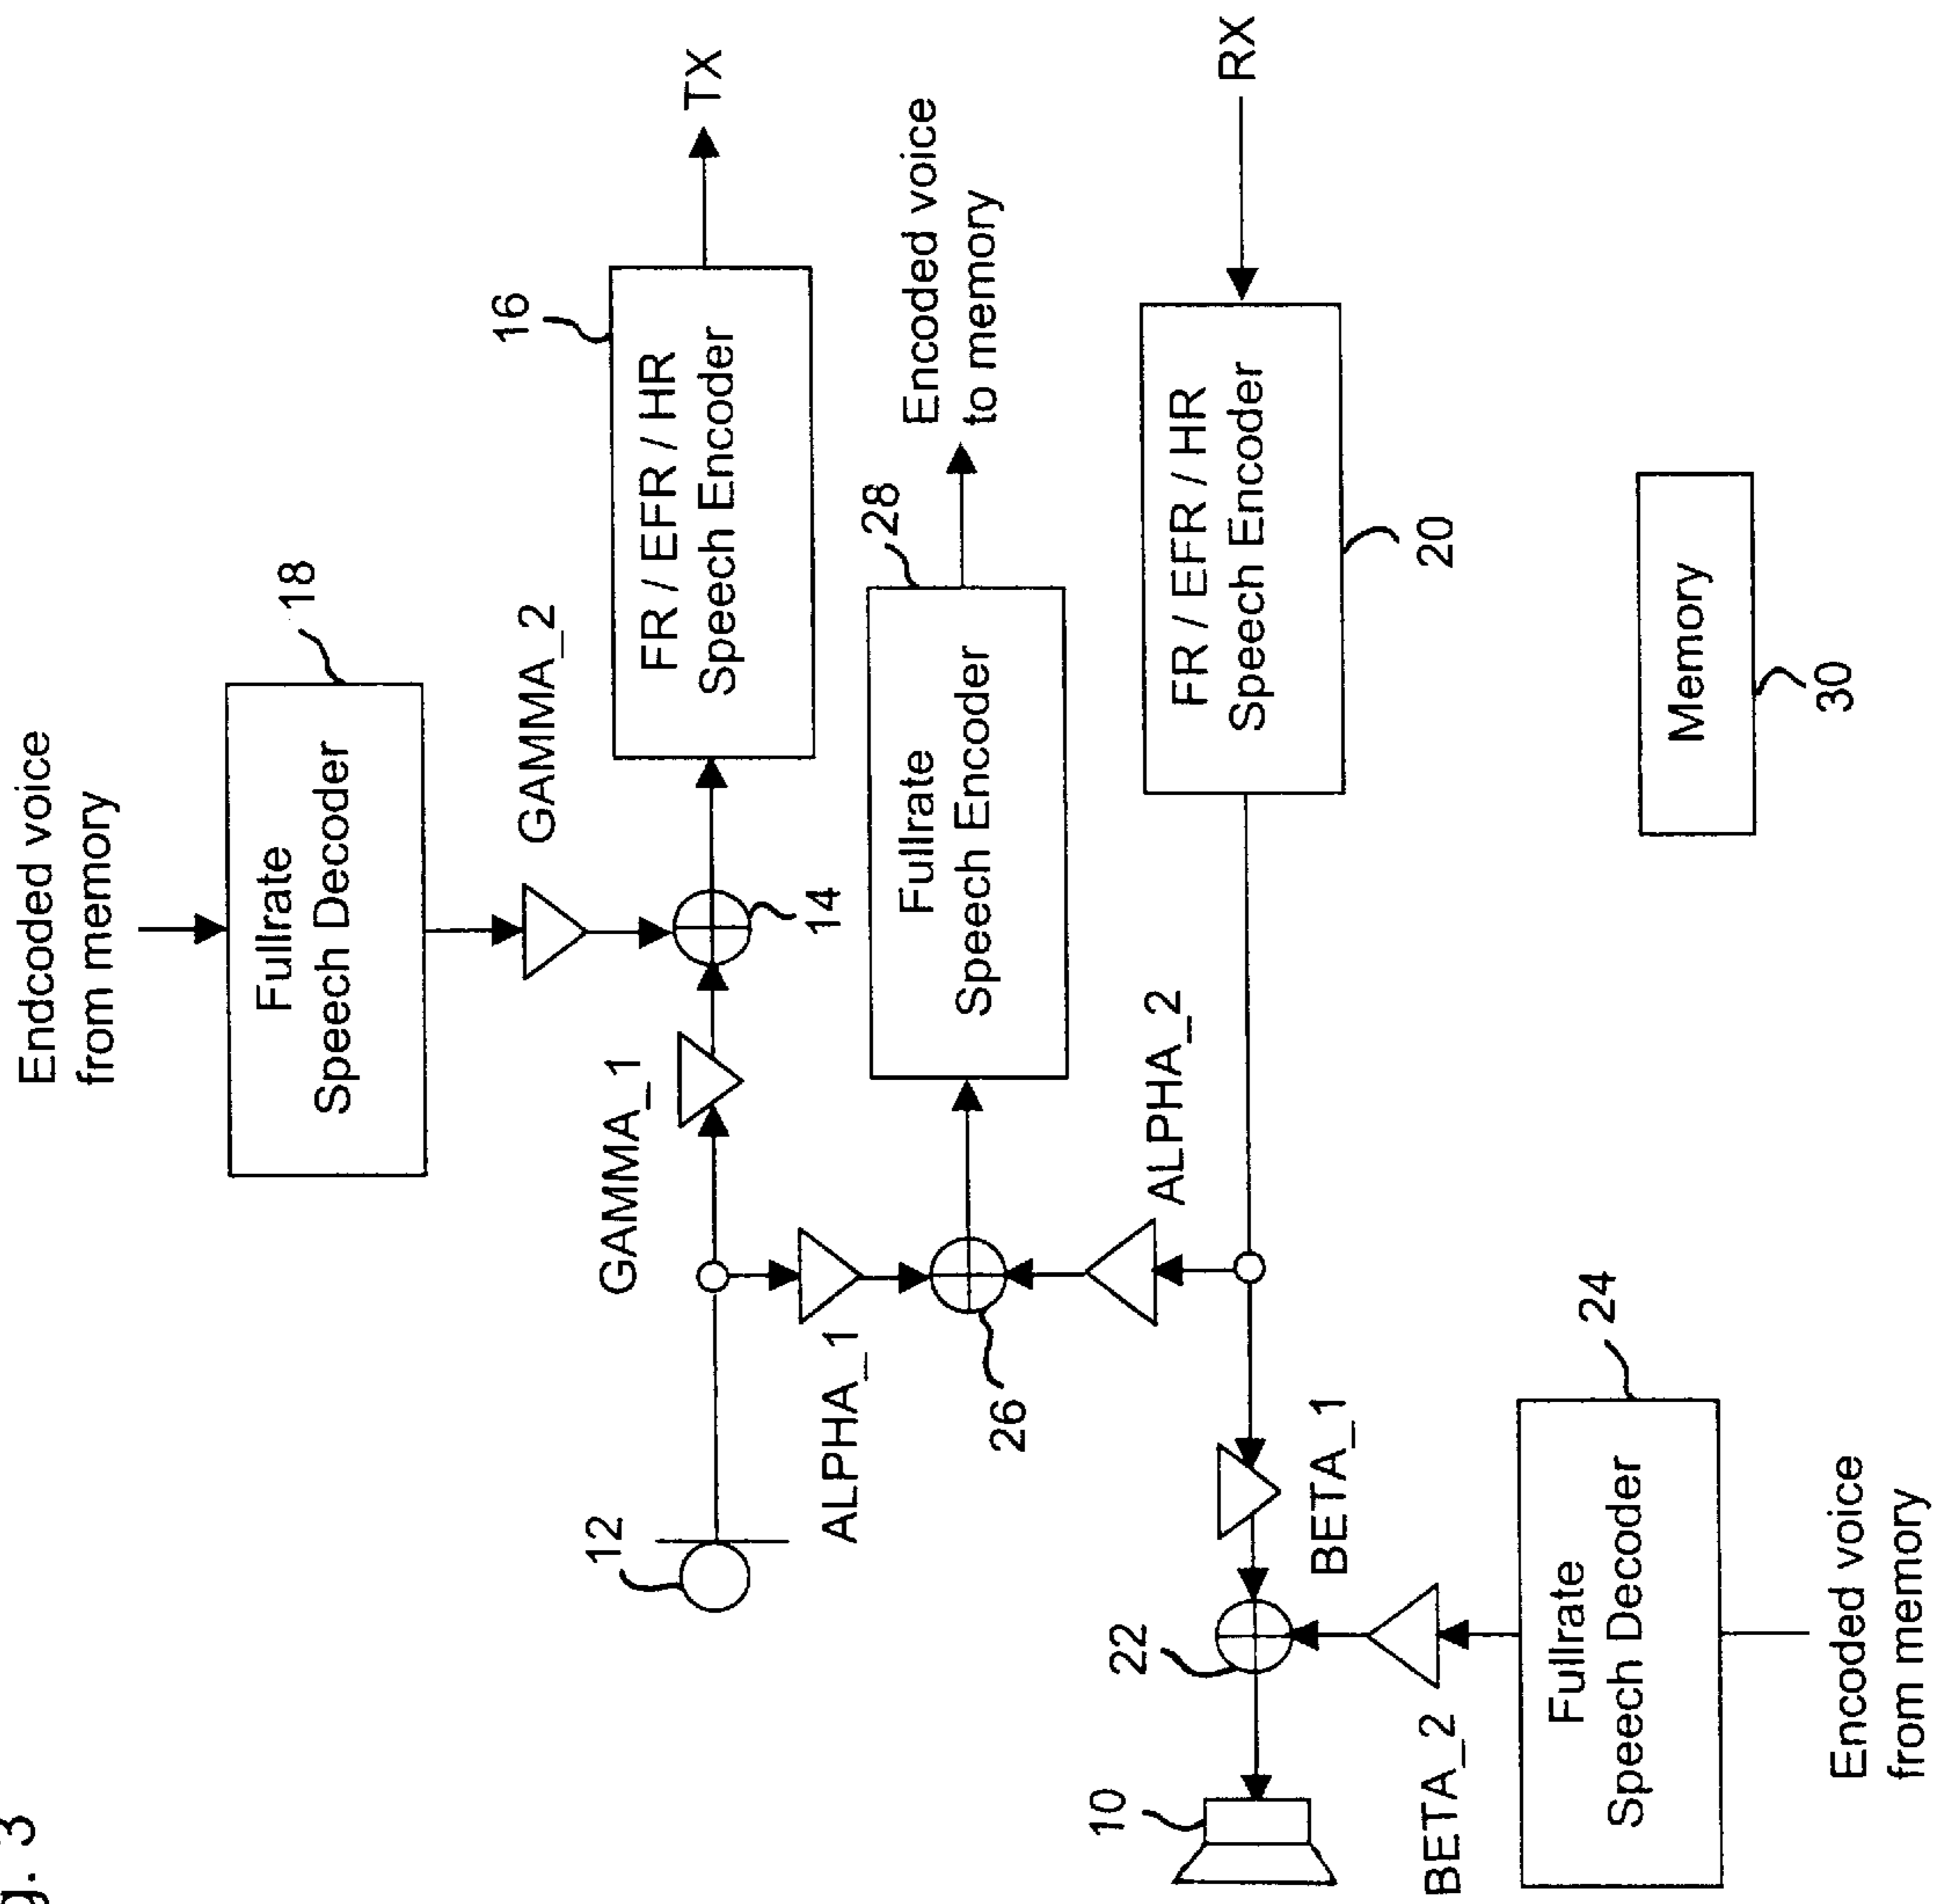 g. 3
Endcoded voice
from memory
Fullrate
Speech Decoder
18
GAMMA_2
GAMMA_1
14
16
FR / EFR / HR
Speech Encoder
TX
12
ALPHA_1
26
28
Fullrate
Speech Encoder
Encoded voice
to memory
ALPHA_2
FR / EFR / HR
Speech Encoder
20
RX
10
22
BETA_1
BETA_2
24
Fullrate
Speech Decoder
Encoded voice
from memory
Memory
30